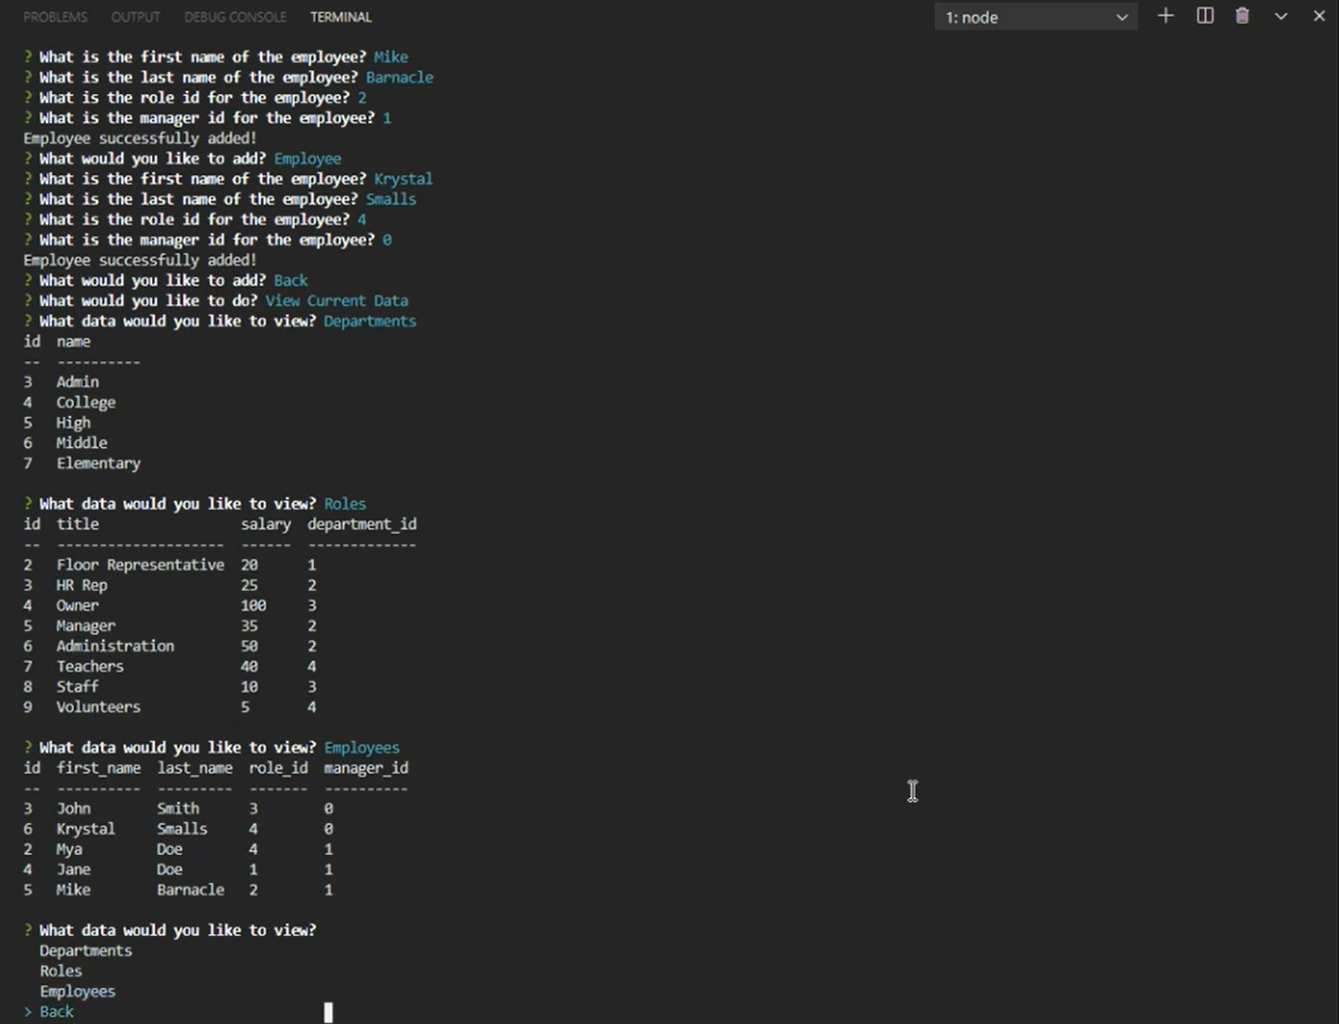 PROBLEMS OUTPUT DEBUG CONSOLE TERMINAL 1: node
? What is the first name of the employee? Mike
? What is the last name of the employee? Barnacle
? What is the role id for the employee? 2
? What is the manager id for the employee? 1
Employee successfully added!
? What would you like to add? Employee
? What is the first name of the employee? Krystal
? What is the last name of the employee? Smalls
? What is the role id for the employee? 4
? What is the manager id for the employee? 0
Employee successfully added!
? What would you like to add? Back
? What would you like to do? View Current Data
? What data would you like to view? Departments
id  name
--  ----------
3   Admin
4   College
5   High
6   Middle
7   Elementary
? What data would you like to view? Roles
id  title                 salary  department_id
--  --------------------  ------  -------------
2   Floor Representative  20      1
3   HR Rep                25      2
4   Owner                 100     3
5   Manager               35      2
6   Administration        50      2
7   Teachers              40      4
8   Staff                 10      3
9   Volunteers            5       4
? What data would you like to view? Employees
id  first_name  last_name  role_id  manager_id
--  ----------  ---------  -------  ----------
3   John        Smith      3        0
6   Krystal     Smalls     4        0
2   Mya         Doe        4        1
4   Jane        Doe        1        1
5   Mike        Barnacle   2        1
? What data would you like to view?
Departments
Roles
Employees
> Back